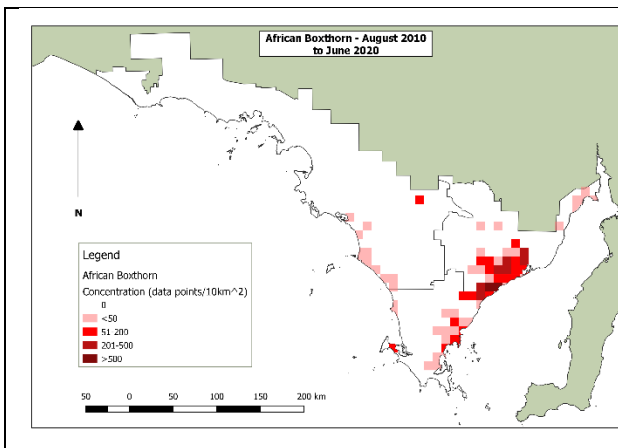 African Boxthorn - August 2010
to June 2020
N
Legend
African Boxthorn
Concentration (data points/10km^2)
0
<50
51-200
201-500
>500
50 0 50 100 150 200 km